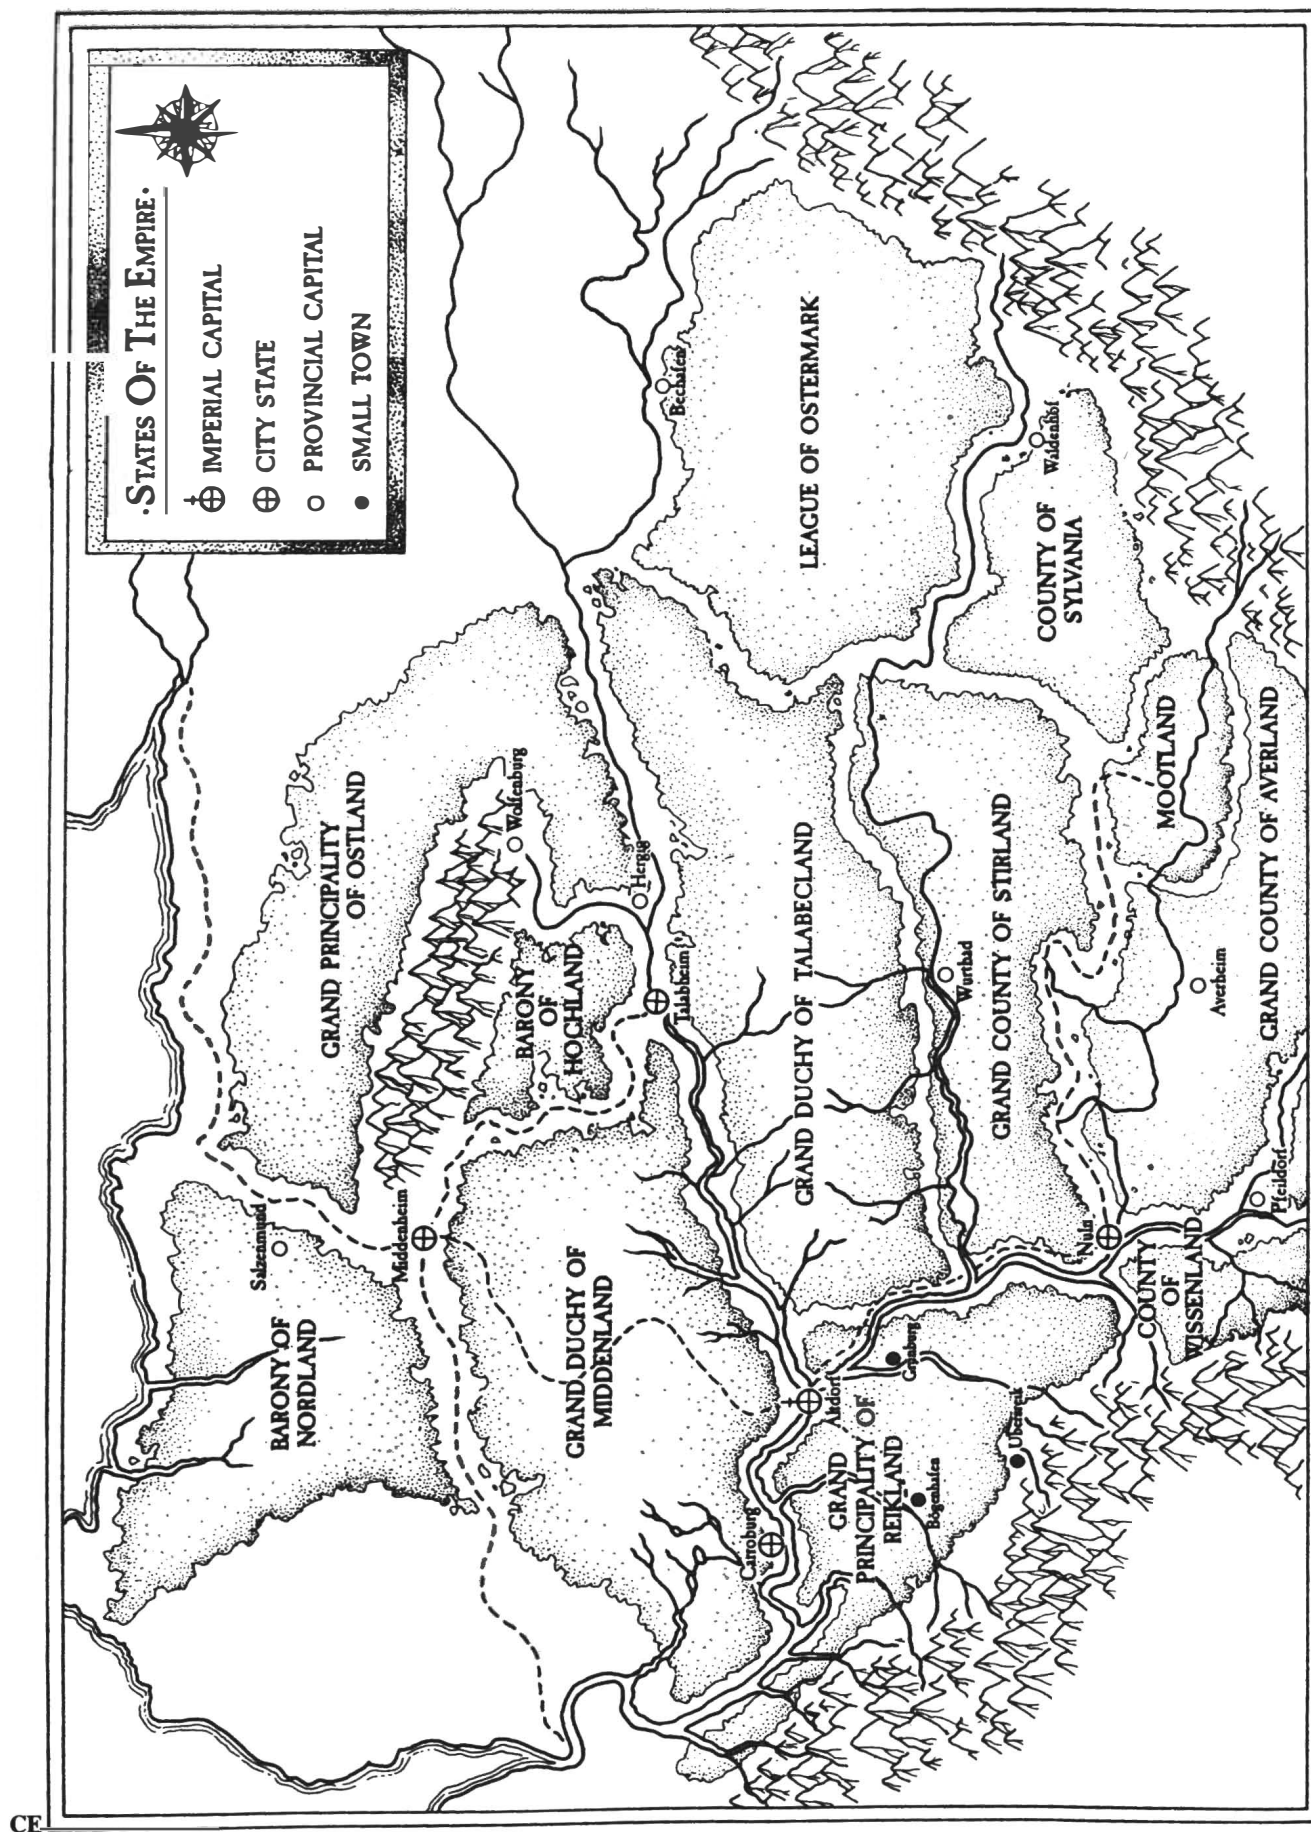 ·STATES OF THE EMPIRE·
IMPERIAL CAPITAL
CITY STATE
PROVINCIAL CAPITAL
SMALL TOWN
Salzenmund
BARONY OF
NORDLAND
GRAND PRINCIPALITY
OF OSTLAND
Middenheim
Wolfenburg
BARONY
OF
HOCHLAND
Hergig
Talabheim
Bechafen
GRAND DUCHY OF
MIDDENLAND
LEAGUE OF OSTERMARK
GRAND DUCHY OF TALABECLAND
Carroburg
Altdorf
GRAND
PRINCIPALITY OF
REIKLAND
Grunburg
Bogenhafen
Ubersreik
Wurtbad
GRAND COUNTY OF STIRLAND
Waldenhof
COUNTY OF
SYLVANIA
Nuln
COUNTY
OF
WISSENLAND
MOOTLAND
Averheim
GRAND COUNTY OF AVERLAND
Pfeildorf
CE